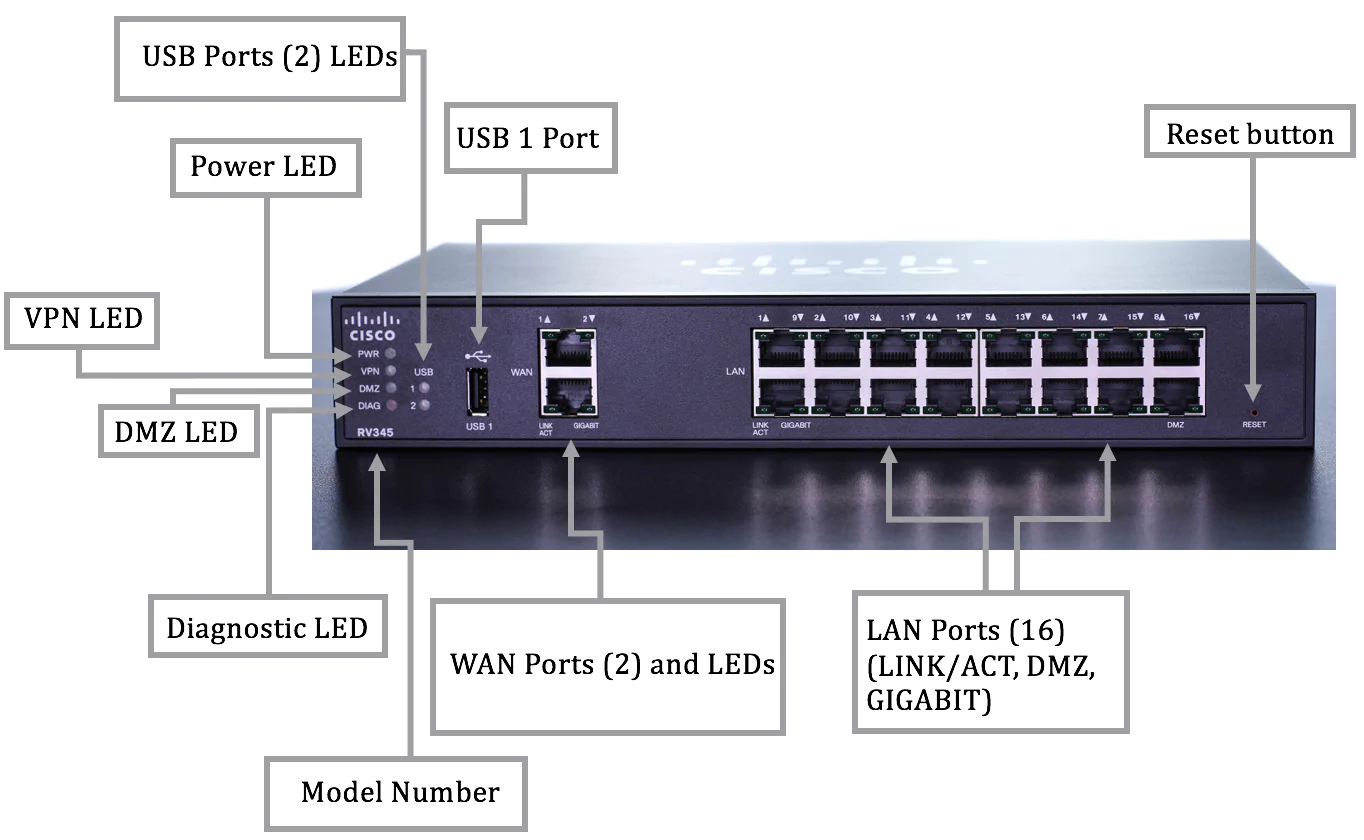 USB Ports (2) LEDs
USB 1 Port
Reset button
Power LED
VPN LED
DMZ LED
Diagnostic LED
CISCO
CISCO
PWR
VPN USB
DMZ 1
DIAG 2
RV345
USB 1
1▲ 2▼
WAN
LINK GIGABIT
ACT
1▲ 9▼ 2▲ 10▼ 3▲ 11▼ 4▲ 12▼ 5▲ 13▼ 6▲ 14▼ 7▲ 15▼ 8▲ 16▼
LAN
LINK GIGABIT
ACT
DMZ
RESET
WAN Ports (2) and LEDs
LAN Ports (16)
(LINK/ACT, DMZ,
GIGABIT)
Model Number